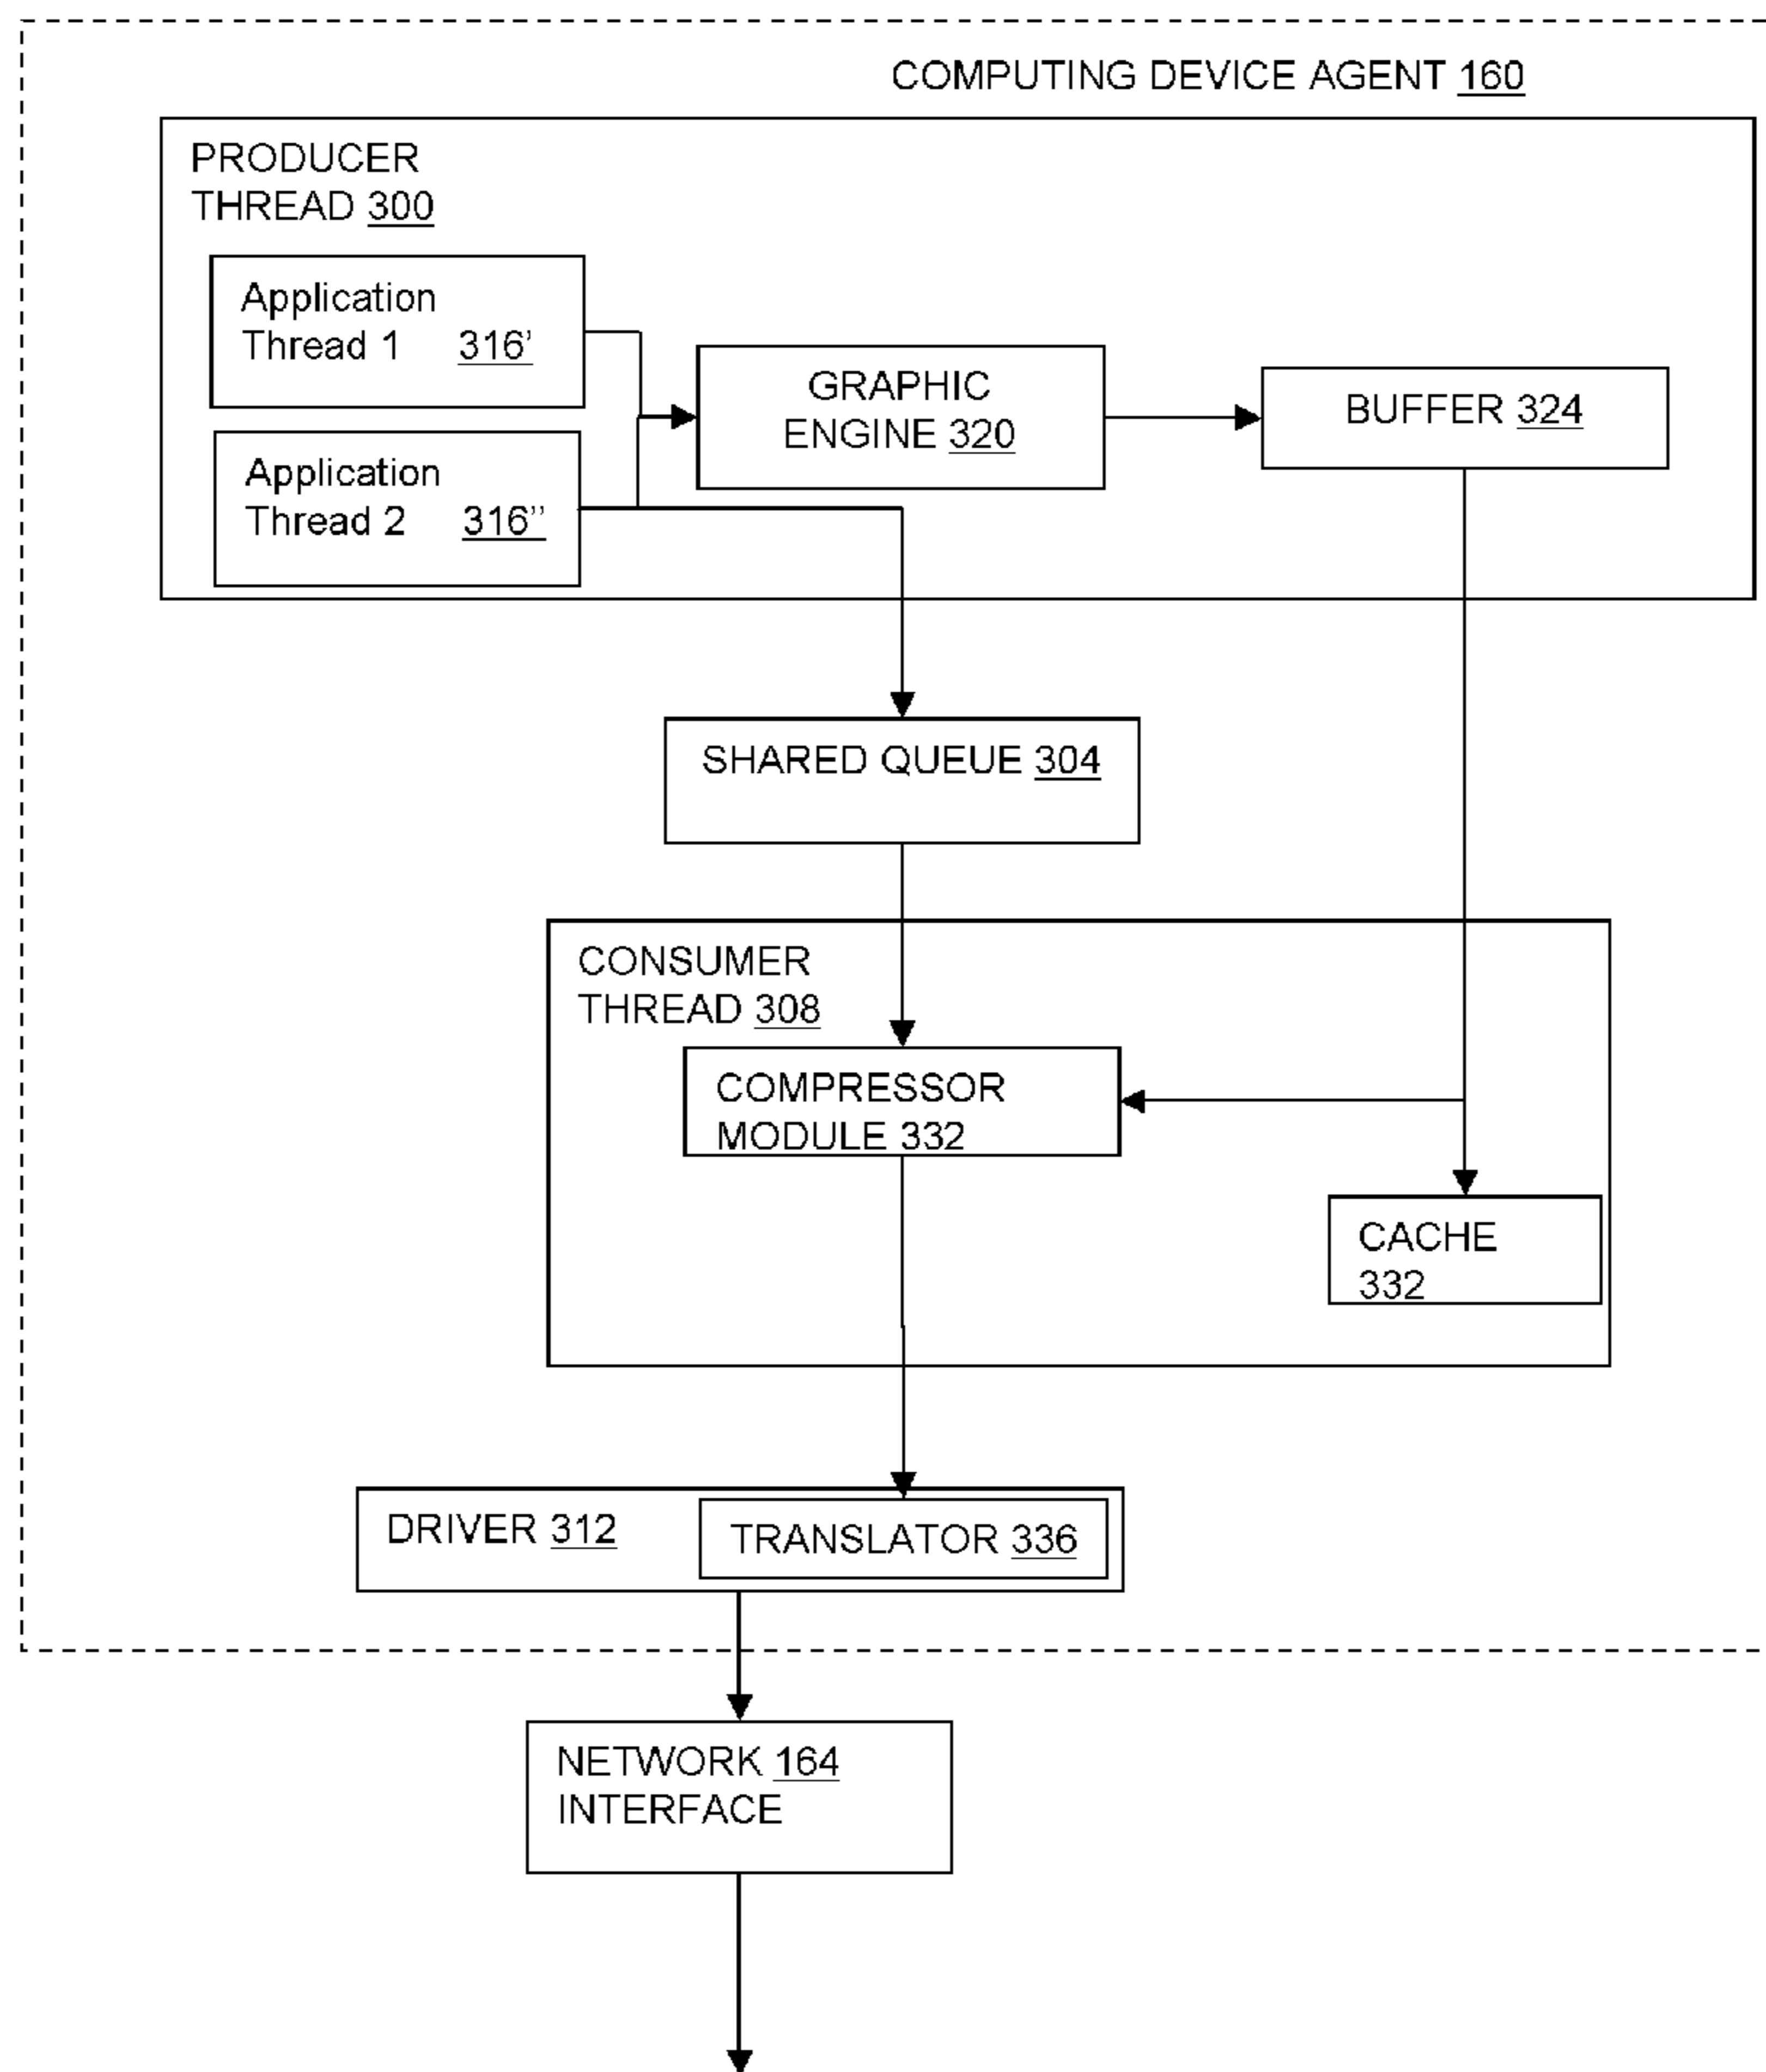 COMPUTING DEVICE AGENT 160
PRODUCER
THREAD 300
Application
Thread 1 316’
GRAPHIC
ENGINE 320
BUFFER 324
Application
Thread 2 316’’
SHARED QUEUE 304
CONSUMER
THREAD 308
COMPRESSOR
MODULE 332
CACHE
332
DRIVER 312
TRANSLATOR 336
NETWORK 164
INTERFACE